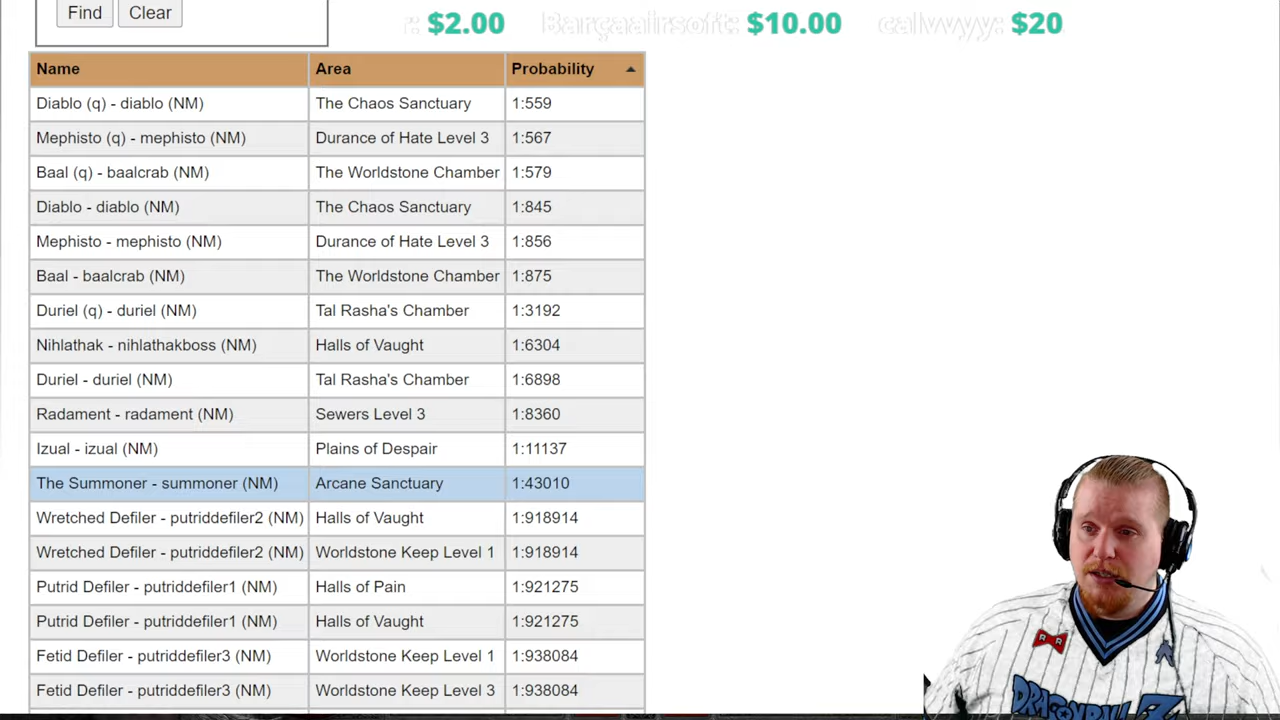 Find Clear
r: $2.00 Barçaairsoft: $10.00 calvvyyy: $20
Name Area Probability
Diablo (q) - diablo (NM) The Chaos Sanctuary 1:559
Mephisto (q) - mephisto (NM) Durance of Hate Level 3 1:567
Baal (q) - baalcrab (NM) The Worldstone Chamber 1:579
Diablo - diablo (NM) The Chaos Sanctuary 1:845
Mephisto - mephisto (NM) Durance of Hate Level 3 1:856
Baal - baalcrab (NM) The Worldstone Chamber 1:875
Duriel (q) - duriel (NM) Tal Rasha's Chamber 1:3192
Nihlathak - nihlathakboss (NM) Halls of Vaught 1:6304
Duriel - duriel (NM) Tal Rasha's Chamber 1:6898
Radament - radament (NM) Sewers Level 3 1:8360
Izual - izual (NM) Plains of Despair 1:11137
The Summoner - summoner (NM) Arcane Sanctuary 1:43010
Wretched Defiler - putriddefiler2 (NM) Halls of Vaught 1:918914
Wretched Defiler - putriddefiler2 (NM) Worldstone Keep Level 1 1:918914
Putrid Defiler - putriddefiler1 (NM) Halls of Pain 1:921275
Putrid Defiler - putriddefiler1 (NM) Halls of Vaught 1:921275
Fetid Defiler - putriddefiler3 (NM) Worldstone Keep Level 1 1:938084
Fetid Defiler - putriddefiler3 (NM) Worldstone Keep Level 3 1:938084
DRAGON BALL Z